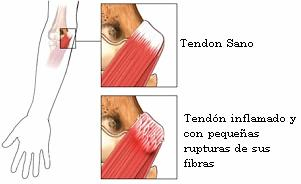 Tendon Sano
Tendón inflamado y
con pequeñas
rupturas de sus
fibras